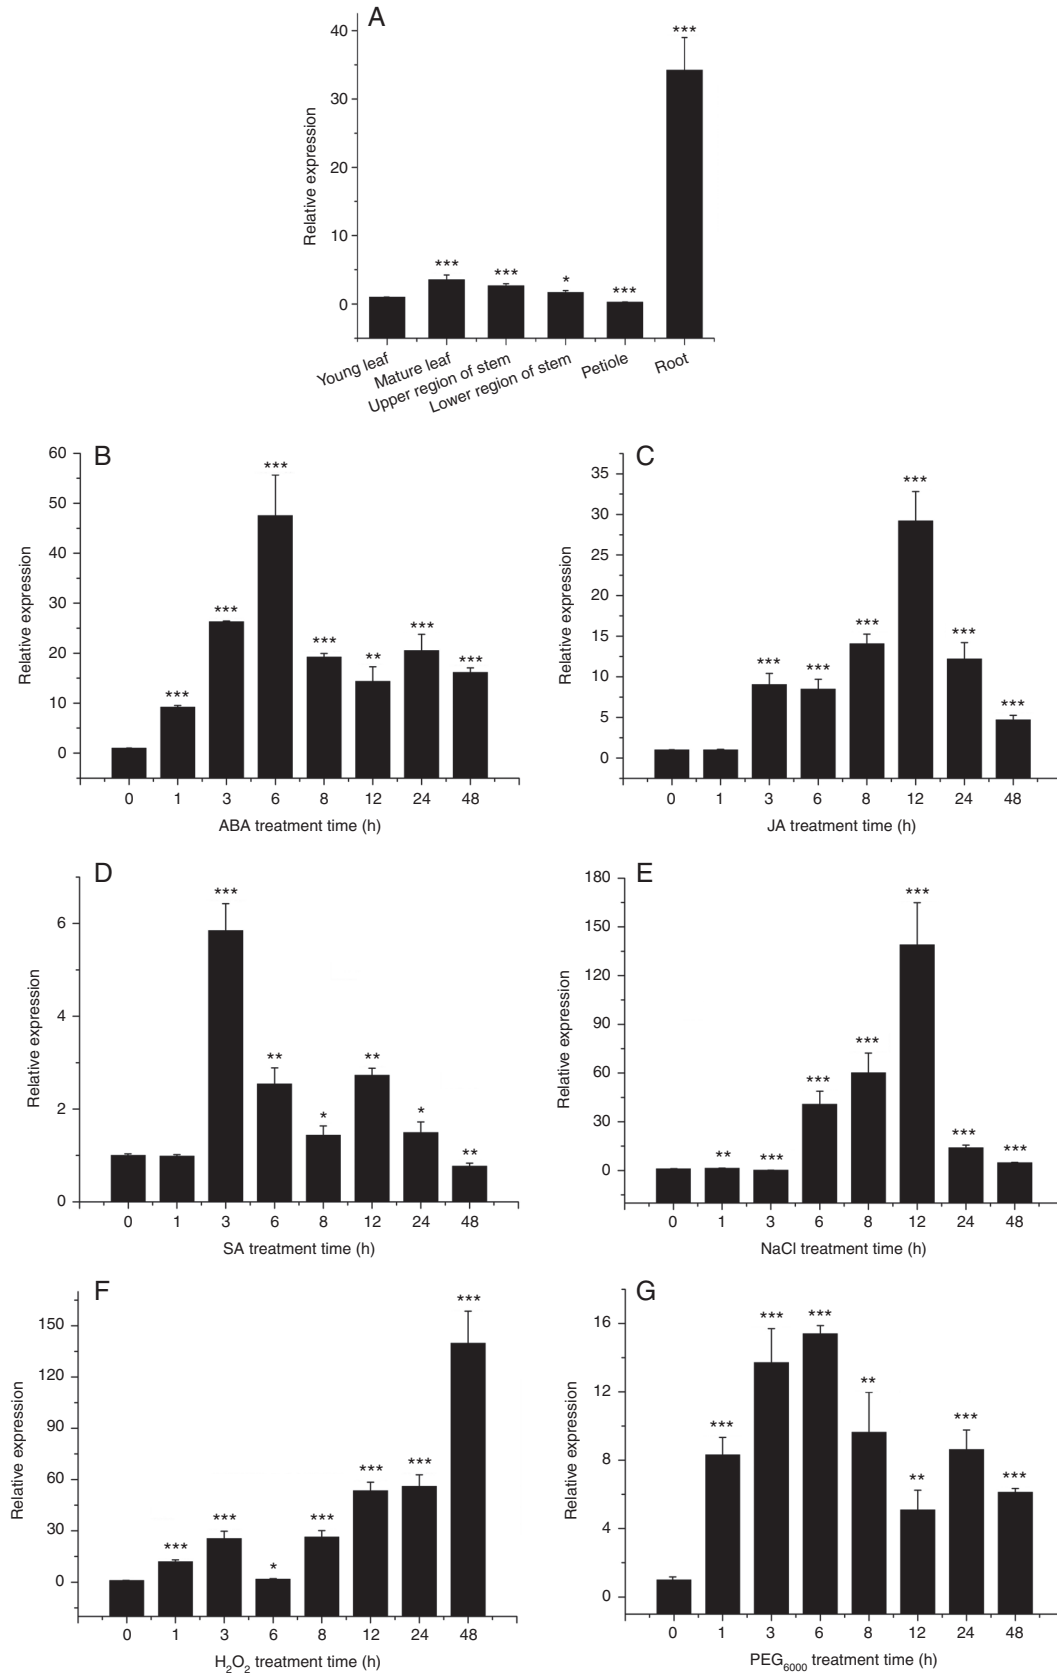 A
Relative expression
40
30
20
10
0
***
***
*
***
***
Young leaf
Mature leaf
Upper region of stem
Lower region of stem
Petiole
Root
B
Relative expression
60
50
40
30
20
10
0
***
***
***
***
**
***
***
0 1 3 6 8 12 24 48
ABA treatment time (h)
C
Relative expression
35
30
25
20
15
10
5
0
***
***
***
***
***
***
0 1 3 6 8 12 24 48
JA treatment time (h)
D
Relative expression
6
4
2
0
***
**
*
**
*
**
0 1 3 6 8 12 24 48
SA treatment time (h)
E
Relative expression
180
150
120
90
60
30
0
**
***
***
***
***
***
***
0 1 3 6 8 12 24 48
NaCl treatment time (h)
F
Relative expression
150
120
90
60
30
0
***
***
*
***
***
***
***
0 1 3 6 8 12 24 48
H₂O₂ treatment time (h)
G
Relative expression
16
12
8
4
0
***
***
***
**
**
***
***
0 1 3 6 8 12 24 48
PEG₆₀₀₀ treatment time (h)